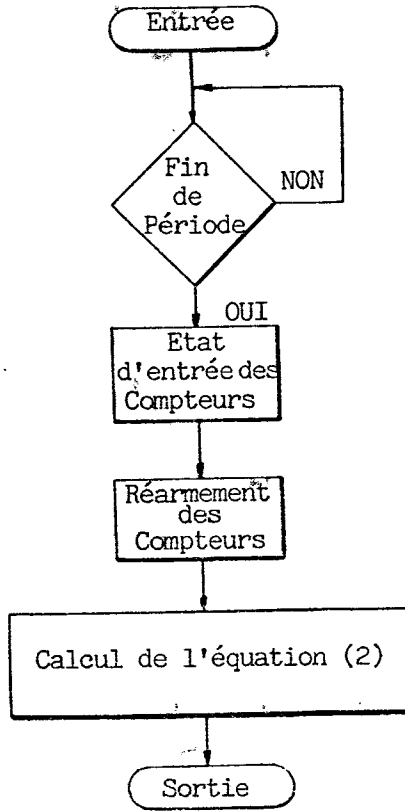 Entrée
Fin
de
Période
NON
OUI
Etat
d'entrée des
Compteurs
Réarmement
des
Compteurs
Calcul de l'équation (2)
Sortie